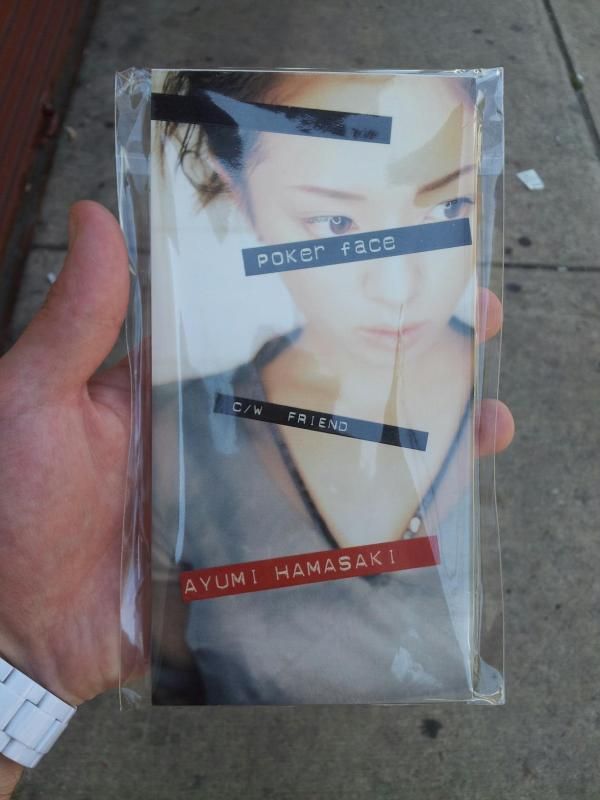 POKEr face
C/W FRIEND
AYUMI HAMASAKI